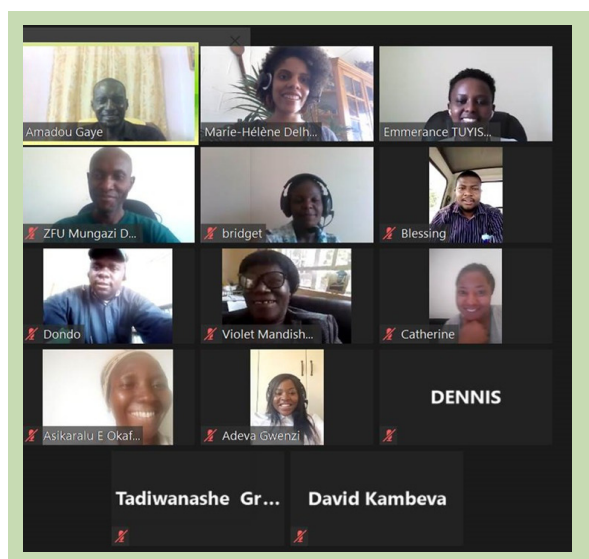 Amadou Gaye
Marie-Hélène Delh...
Emmerance TUYIS...
ZFU Mungazi D...
bridget
Blessing
Dondo
Violet Mandish...
Catherine
Asikaralu E Okaf...
Adeva Gwenzi
DENNIS
Tadiwanashe Gr...
David Kambeva